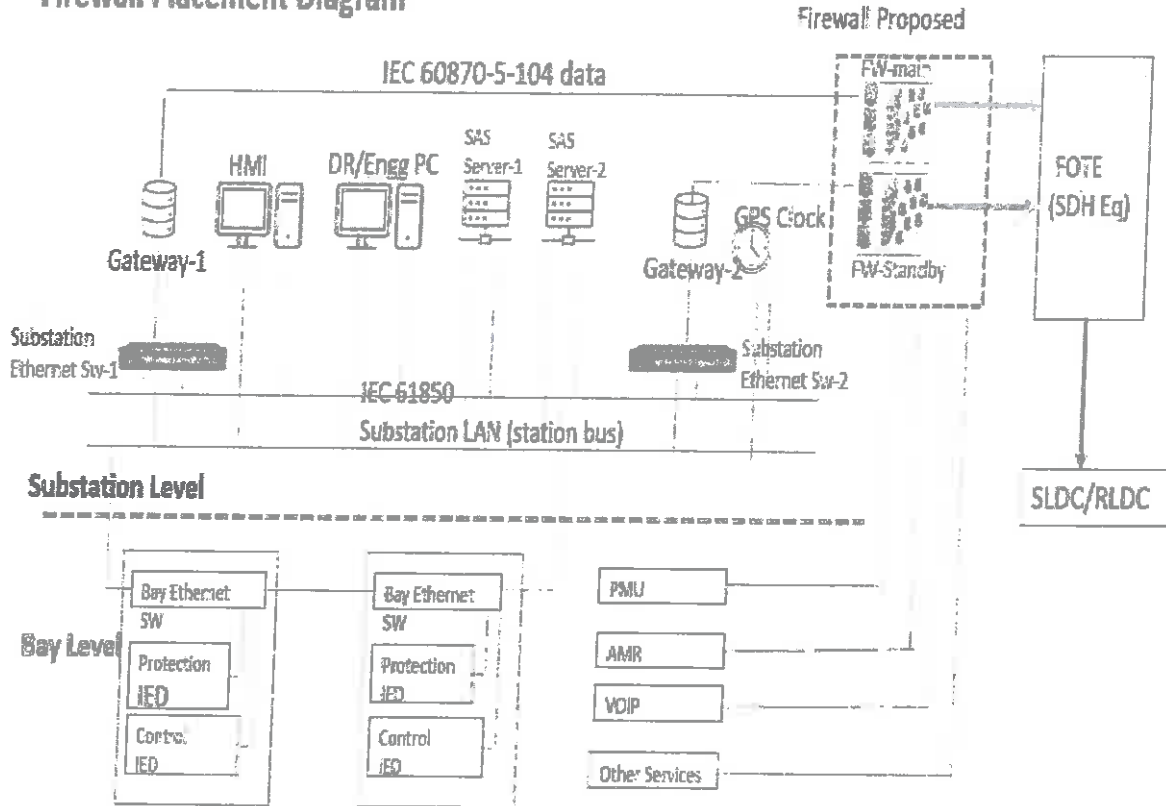 Firewall Placement Diagram
Firewall Proposed
IEC 60870-5-104 data
FW-main
HMI
DR/Engg PC
SAS
Server-1
SAS
Server-2
FOTE
(SDH Eq)
GPS Clock
Gateway-1
Gateway-2
FW-Standby
Substation
Ethernet Sw-1
Substation
Ethernet Sw-2
IEC 61850
Substation LAN (station bus)
Substation Level
SLDC/RLDC
Bay Ethernet
SW
Bay Ethernet
SW
PMU
Bay Level
Protection
IED
Protection
IED
AMR
VOIP
Control
IED
Control
IED
Other Services